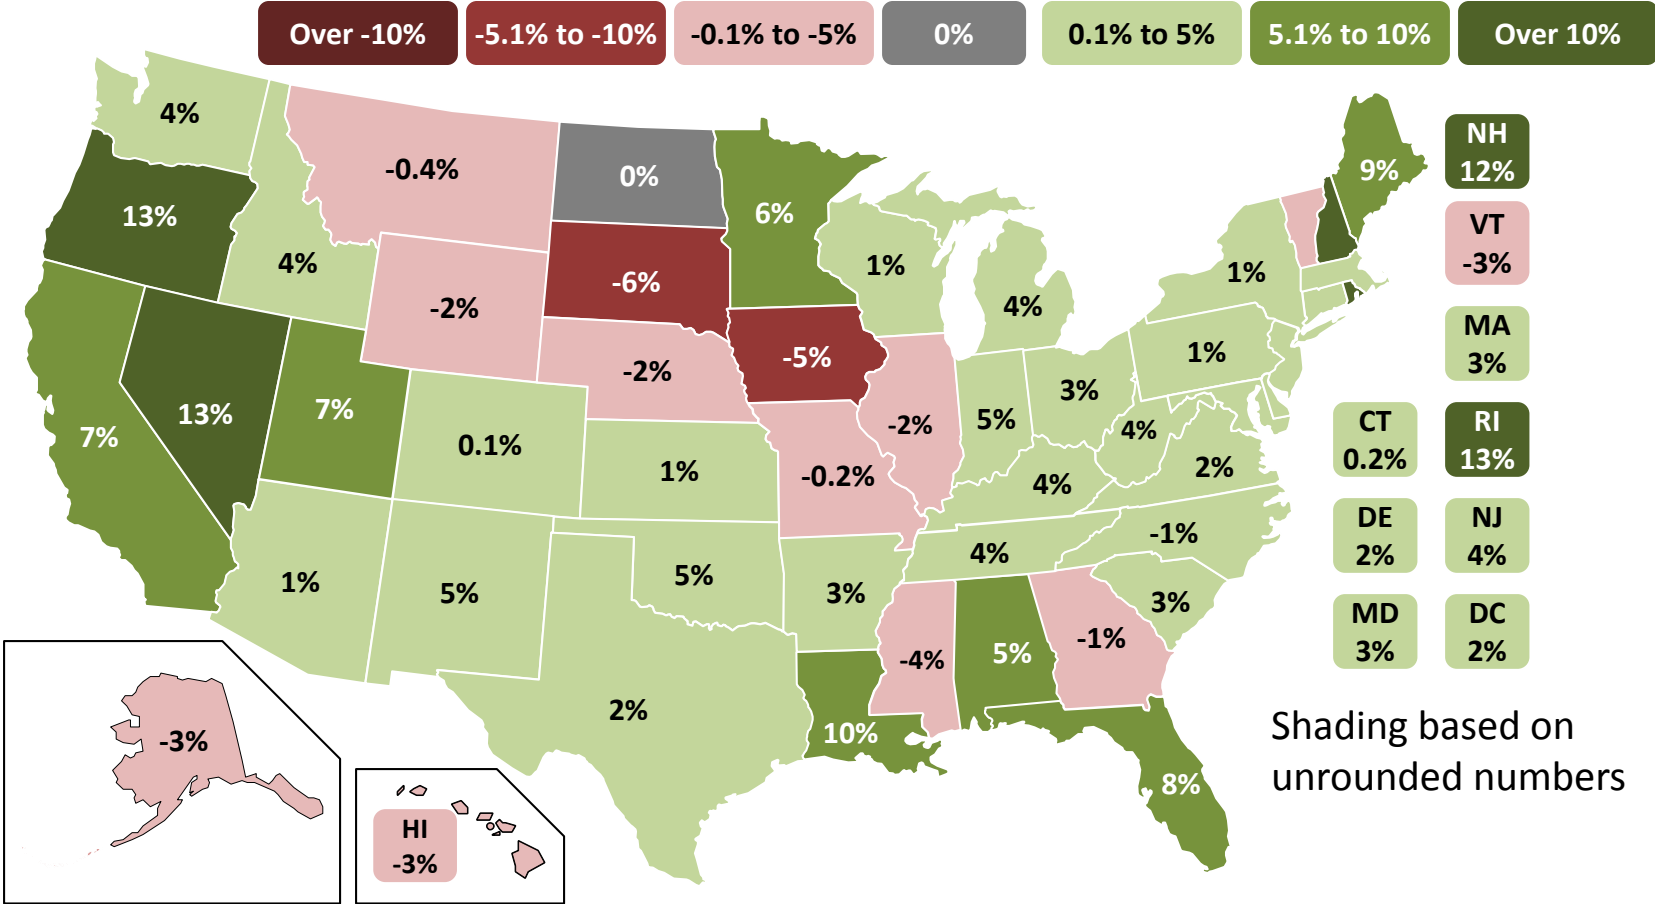 Over -10%
-5.1% to -10%
-0.1% to -5%
0%
0.1% to 5%
5.1% to 10%
Over 10%
4%
-0.4%
0%
6%
9%
NH
12%
13%
4%
-2%
-6%
1%
4%
1%
VT
-3%
MA
3%
7%
13%
7%
0.1%
-2%
-5%
-2%
5%
3%
1%
4%
2%
CT
0.2%
RI
13%
1%
-0.2%
4%
DE
2%
NJ
4%
1%
5%
5%
3%
4%
-1%
3%
MD
3%
DC
2%
2%
10%
-4%
5%
-1%
8%
Shading based on
unrounded numbers
-3%
HI
-3%